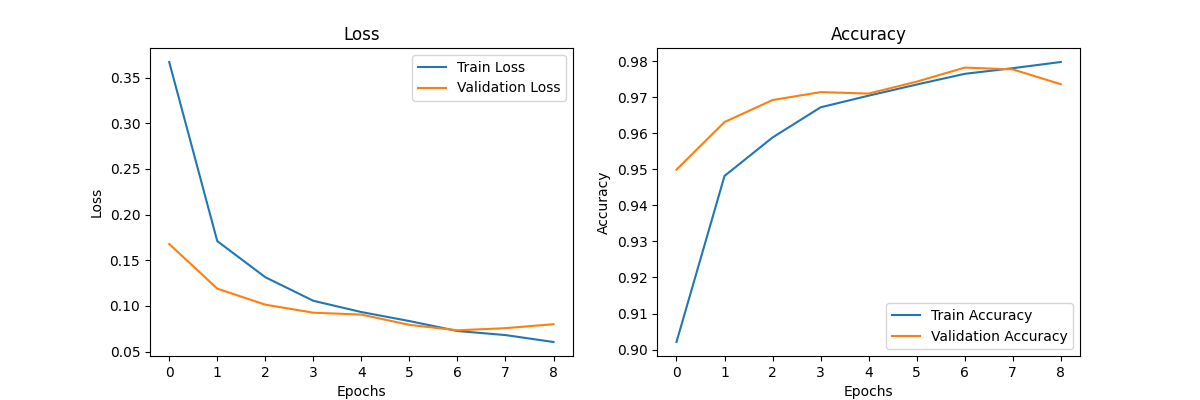 Loss
Train Loss
Validation Loss
0.35
0.30
0.25
0.20
0.15
0.10
0.05
Loss
0 1 2 3 4 5 6 7 8
Epochs
Accuracy
0.98
0.97
0.96
0.95
0.94
0.93
0.92
0.91
0.90
Accuracy
Train Accuracy
Validation Accuracy
0 1 2 3 4 5 6 7 8
Epochs